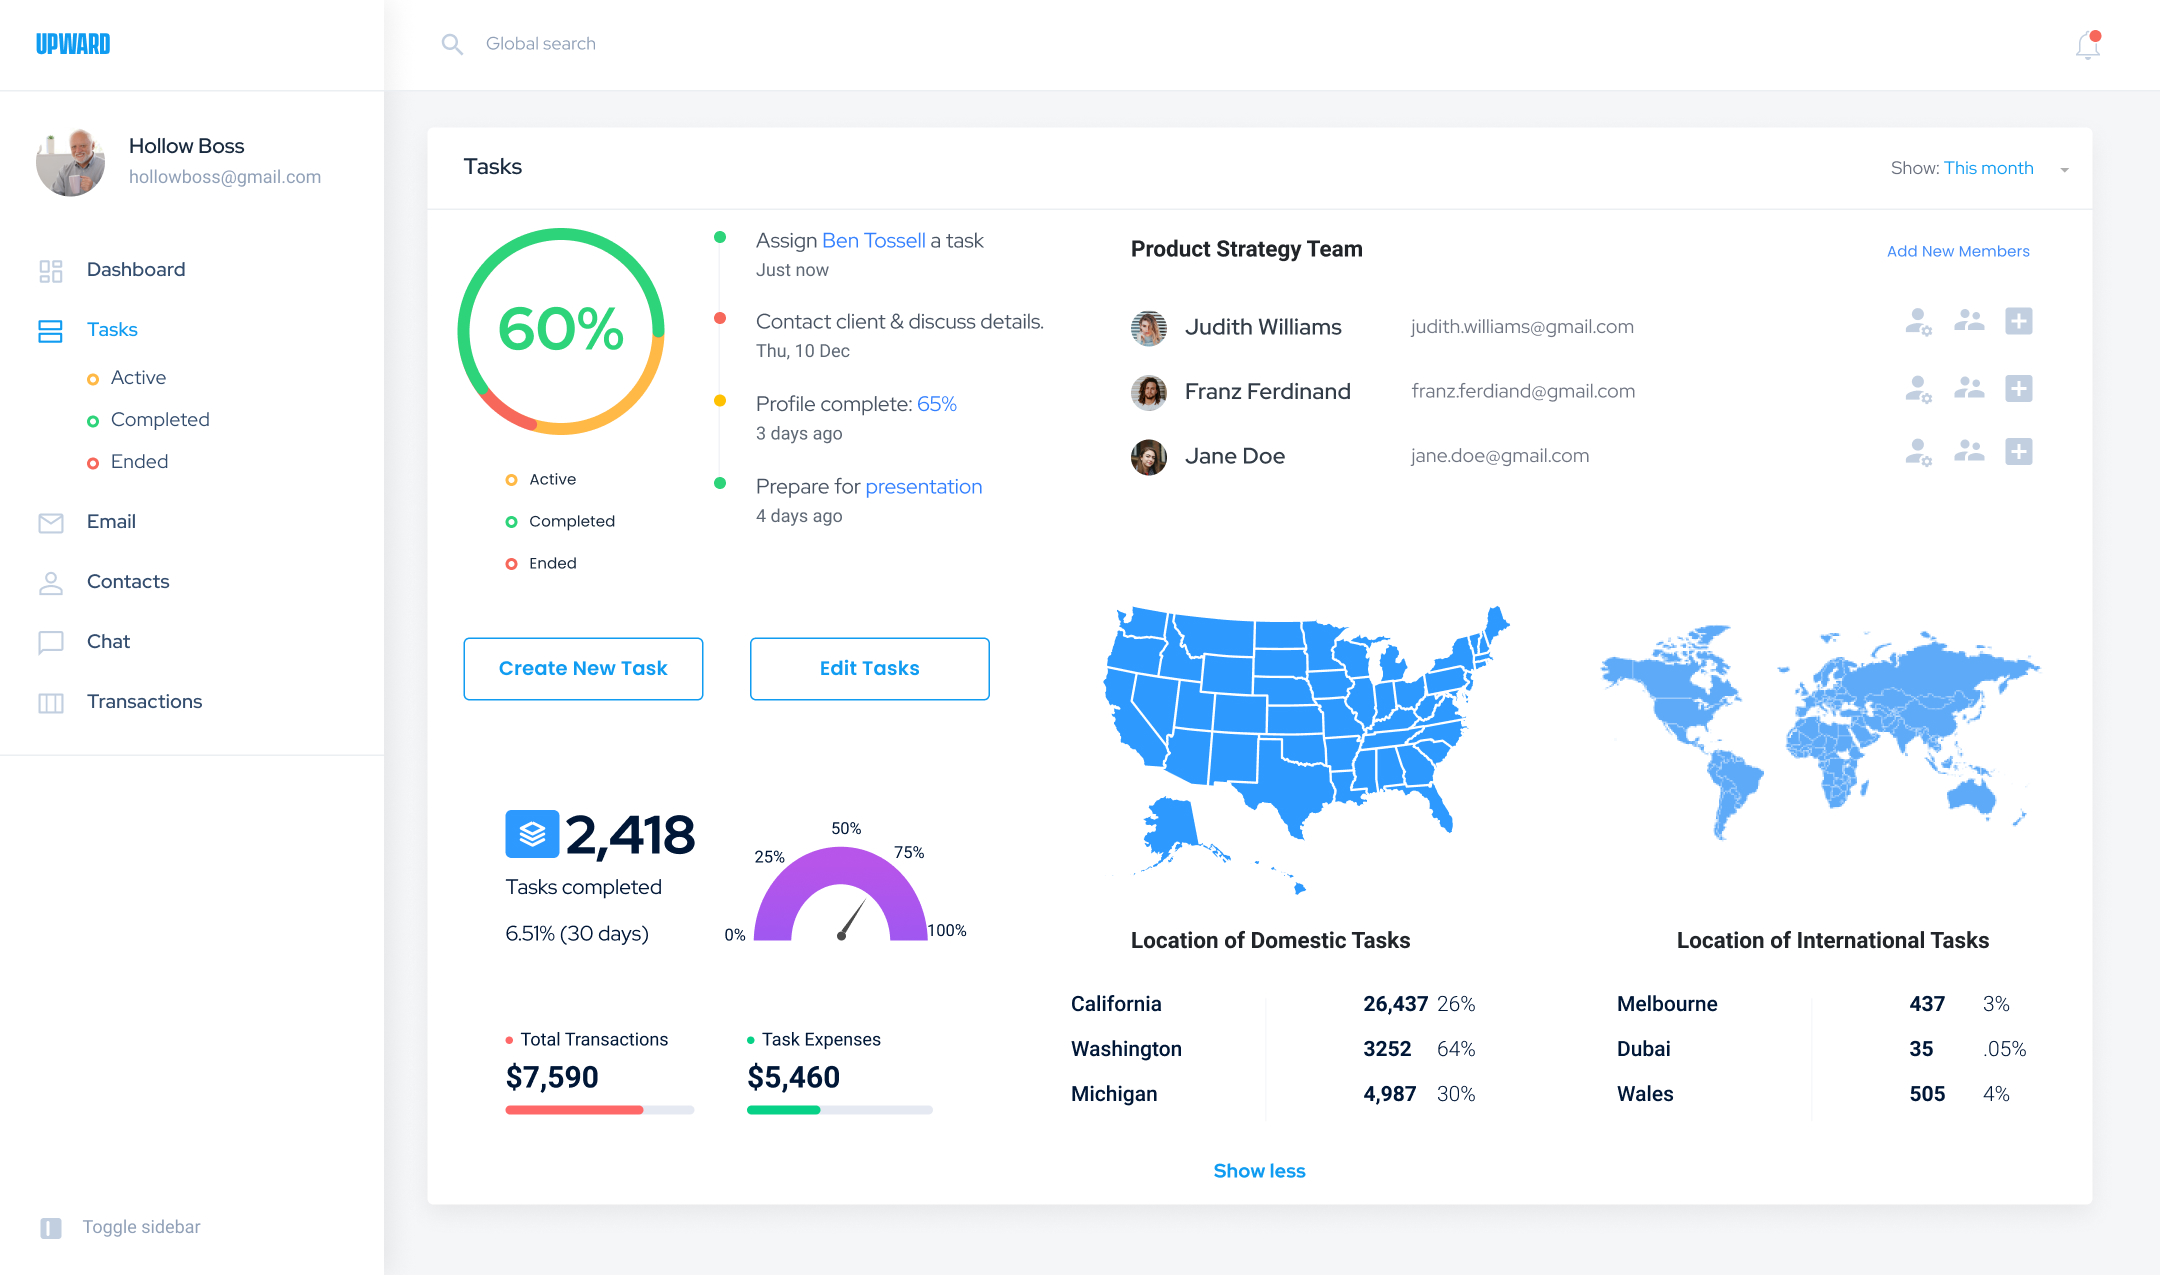 UPWARD
Global search
Hollow Boss
hollowboss@gmail.com
Dashboard
Tasks
Active
Completed
Ended
Email
Contacts
Chat
Transactions
Toggle sidebar
Tasks
Show: This month
60%
Active
Completed
Ended
Assign Ben Tossell a task
Just now
Contact client & discuss details.
Thu, 10 Dec
Profile complete: 65%
3 days ago
Prepare for presentation
4 days ago
Product Strategy Team
Add New Members
Judith Williams judith.williams@gmail.com
Franz Ferdinand franz.ferdiand@gmail.com
Jane Doe jane.doe@gmail.com
Create New Task
Edit Tasks
2,418
Tasks completed
6.51% (30 days)
0%
25%
50%
75%
100%
Total Transactions
$7,590
Task Expenses
$5,460
Location of Domestic Tasks
California 26,437 26%
Washington 3252 64%
Michigan 4,987 30%
Location of International Tasks
Melbourne 437 3%
Dubai 35 .05%
Wales 505 4%
Show less